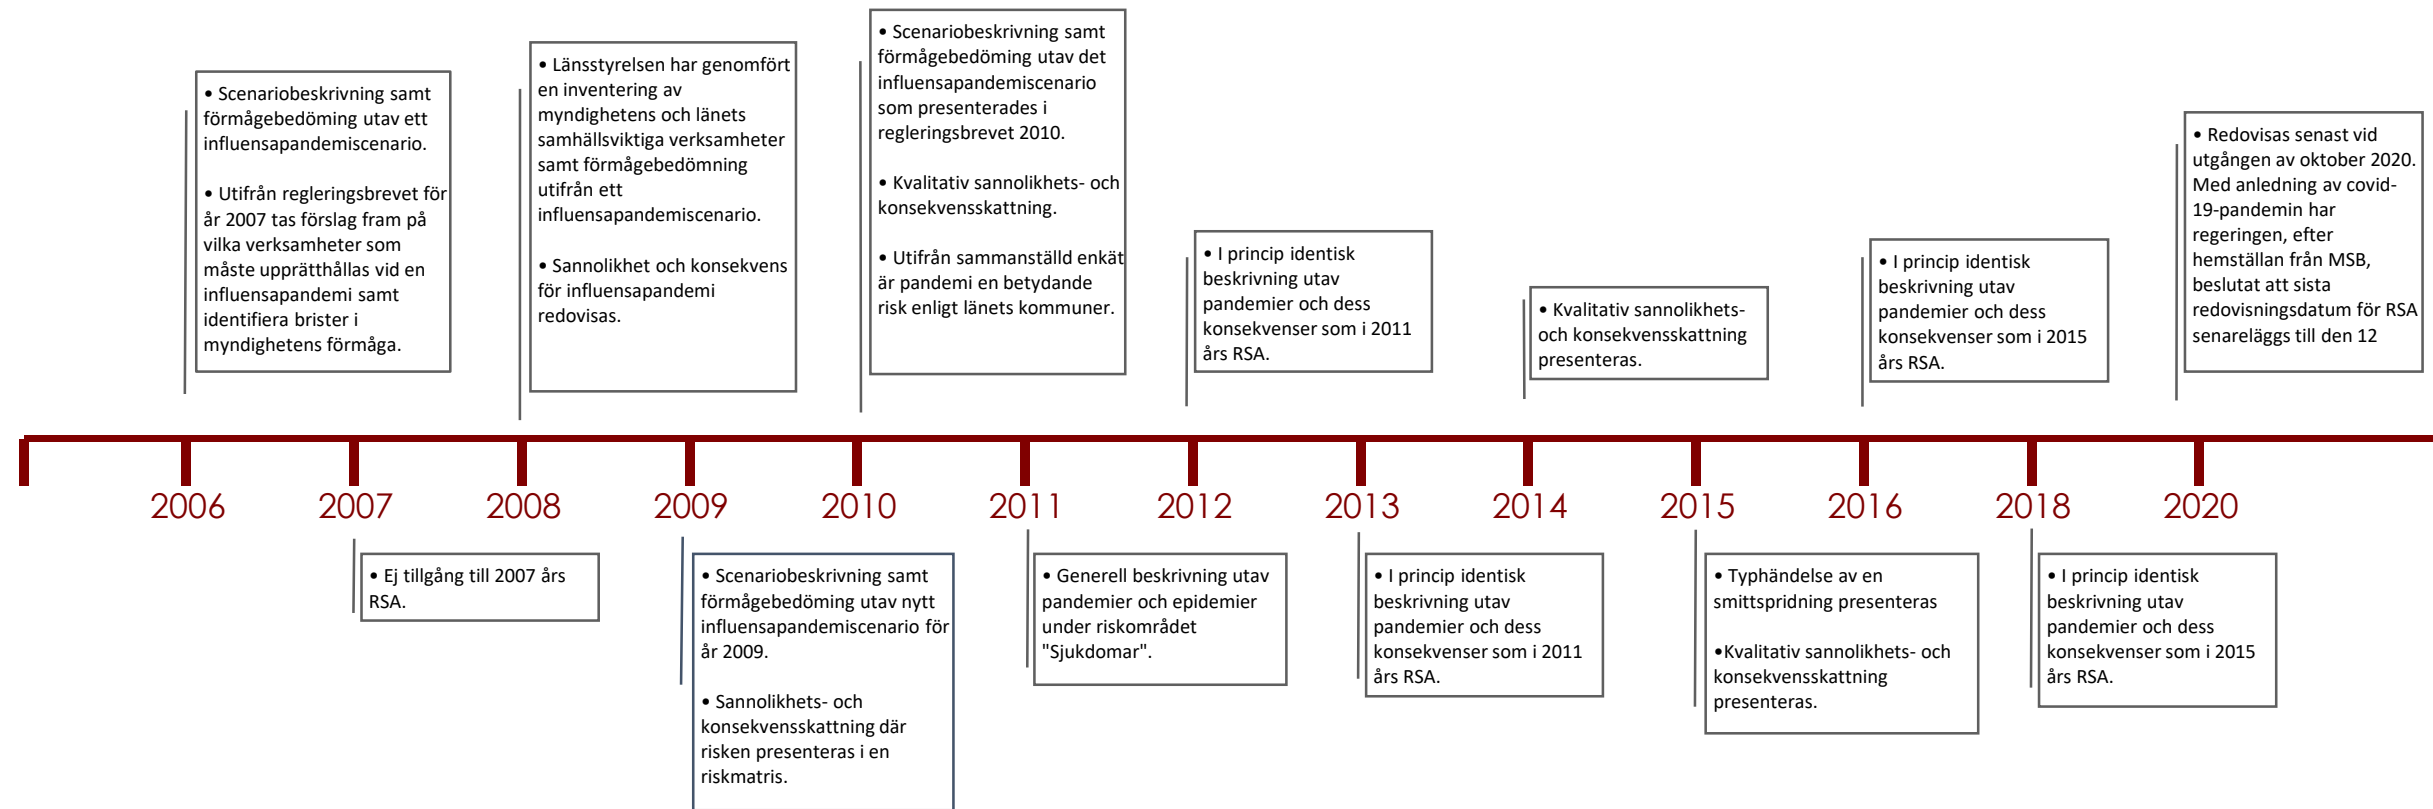 • Scenariobeskrivning samt
förmågebedöming utav ett
influensapandemiscenario.
• Utifrån regleringsbrevet för
år 2007 tas förslag fram på
vilka verksamheter som
måste upprätthållas vid en
influensapandemi samt
identifiera brister i
myndighetens förmåga.
• Länsstyrelsen har genomfört
en inventering av
myndighetens och länets
samhällsviktiga verksamheter
samt förmågebedömning
utifrån ett
influensapandemiscenario.
• Sannolikhet och konsekvens
för influensapandemi
redovisas.
• Scenariobeskrivning samt
förmågebedöming utav det
influensapandemiscenario
som presenterades i
regleringsbrevet 2010.
• Kvalitativ sannolikhets- och
konsekvensskattning.
• Utifrån sammanställd enkät
är pandemi en betydande
risk enligt länets kommuner.
• I princip identisk
beskrivning utav
pandemier och dess
konsekvenser som i 2011
års RSA.
• Kvalitativ sannolikhets-
och konsekvensskattning
presenteras.
• I princip identisk
beskrivning utav
pandemier och dess
konsekvenser som i 2015
års RSA.
• Redovisas senast vid
utgången av oktober 2020.
Med anledning av covid-
19-pandemin har
regeringen, efter
hemställan från MSB,
beslutat att sista
redovisningsdatum för RSA
senareläggs till den 12
2006 2007 2008 2009 2010 2011 2012 2013 2014 2015 2016 2018 2020
• Ej tillgång till 2007 års
RSA.
• Scenariobeskrivning samt
förmågebedöming utav nytt
influensapandemiscenario för
år 2009.
• Sannolikhets- och
konsekvensskattning där
risken presenteras i en
riskmatris.
• Generell beskrivning utav
pandemier och epidemier
under riskområdet
"Sjukdomar".
• I princip identisk
beskrivning utav
pandemier och dess
konsekvenser som i 2011
års RSA.
• Typhändelse av en
smittspridning presenteras
•Kvalitativ sannolikhets- och
konsekvensskattning
presenteras.
• I princip identisk
beskrivning utav
pandemier och dess
konsekvenser som i 2015
års RSA.